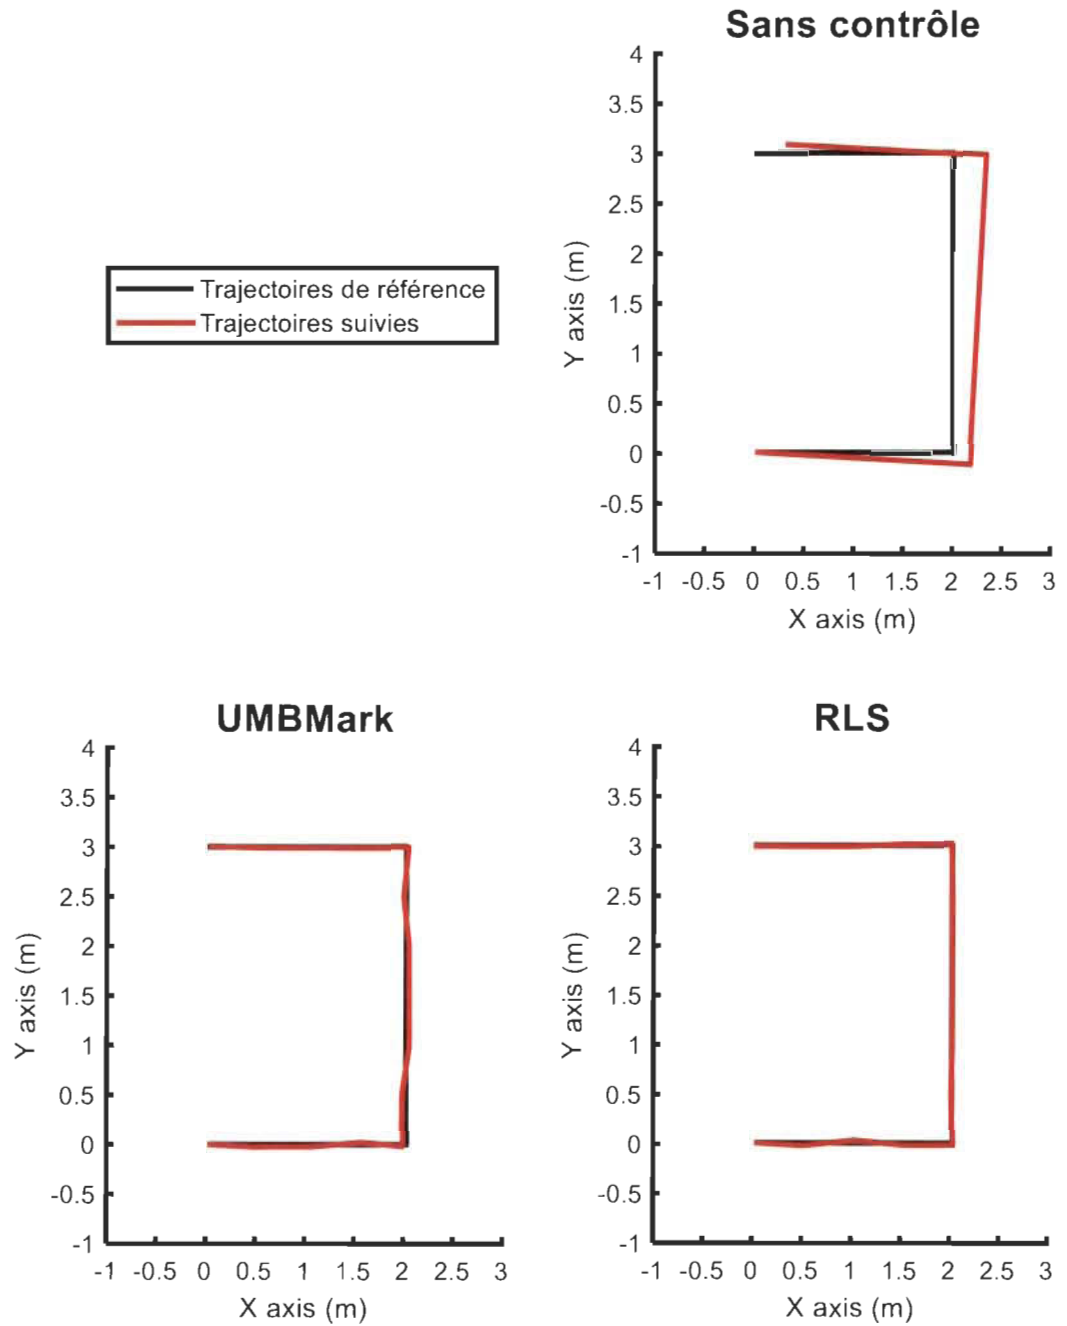 Sans contrôle
4
3.5
3
2.5
2
1.5
1
0.5
0
-0.5
-1
Y axis (m)
-1 -0.5 0 0.5 1 1.5 2 2.5 3
X axis (m)
Trajectoires de référence
Trajectoires suivies
UMBMark
4
3.5
3
2.5
2
1.5
1
0.5
0
-0.5
-1
Y axis (m)
-1 -0.5 0 0.5 1 1.5 2 2.5 3
X axis (m)
RLS
4
3.5
3
2.5
2
1.5
1
0.5
0
-0.5
-1
Y axis (m)
-1 -0.5 0 0.5 1 1.5 2 2.5 3
X axis (m)